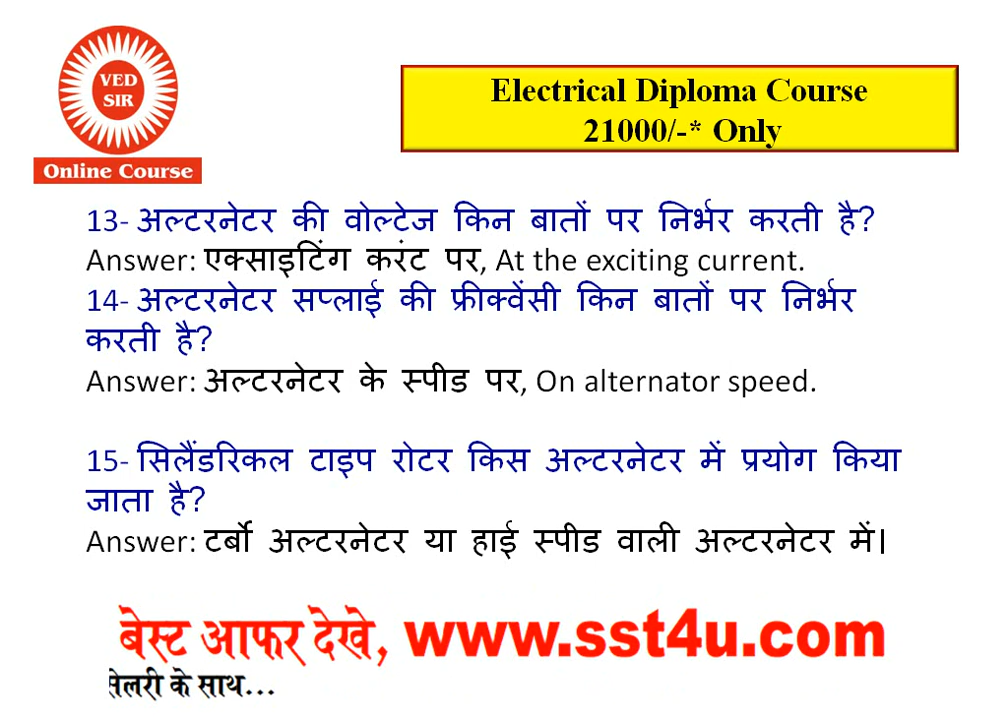 VED
SIR
Online Course
Electrical Diploma Course
21000/-* Only
13- अल्टरनेटर की वोल्टेज किन बातों पर निर्भर करती है?
Answer: एक्साइटिंग करंट पर, At the exciting current.
14- अल्टरनेटर सप्लाई की फ्रीक्वेंसी किन बातों पर निर्भर
करती है?
Answer: अल्टरनेटर के स्पीड पर, On alternator speed.
15- सिलैंडरिकल टाइप रोटर किस अल्टरनेटर में प्रयोग किया
जाता है?
Answer: टर्बो अल्टरनेटर या हाई स्पीड वाली अल्टरनेटर में।
बेस्ट आफर देखे, www.sst4u.com
सेलरी के साथ...